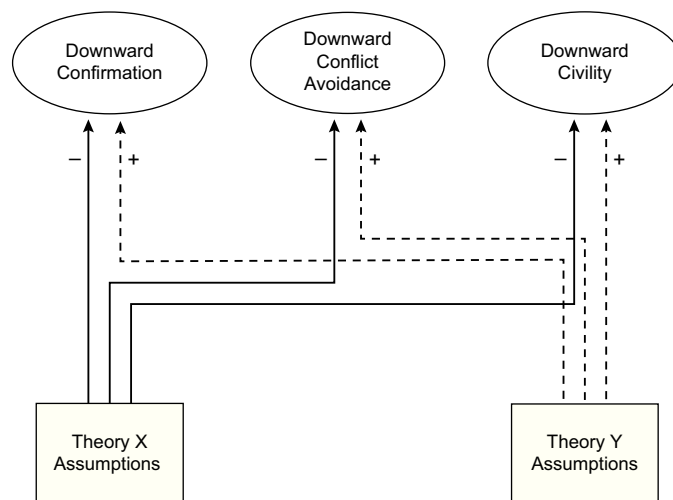 Downward
Confirmation
Downward
Conflict
Avoidance
Downward
Civility
–
+
–
+
–
+
Theory X
Assumptions
Theory Y
Assumptions